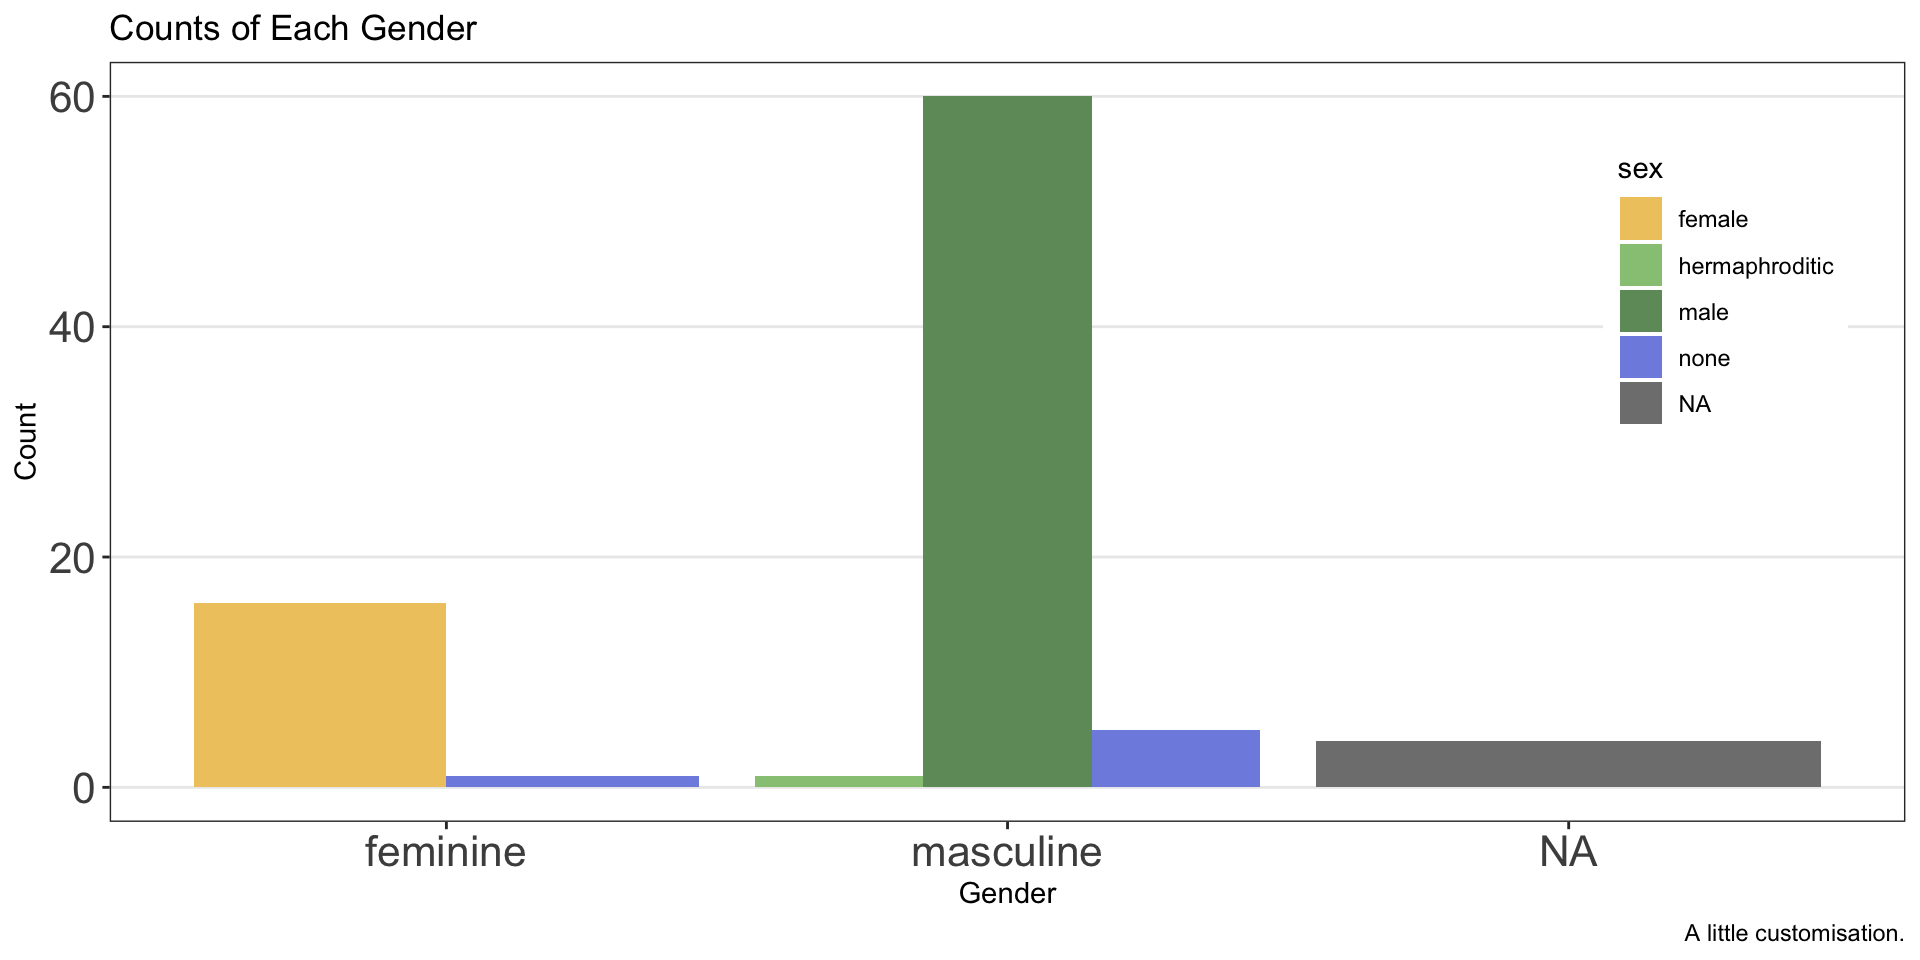 Counts of Each Gender
60
40
20
0
Count
sex
female
hermaphroditic
male
none
NA
feminine masculine NA
Gender
A little customisation.